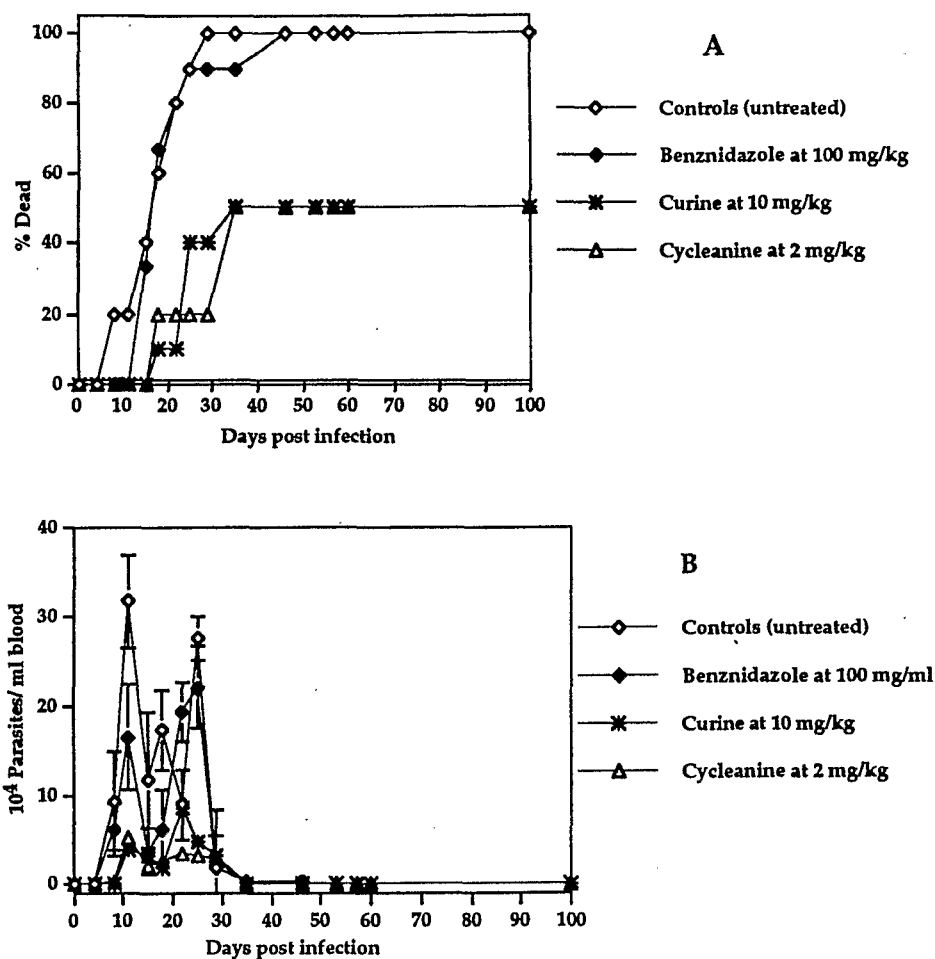 A
100
80
60
40
20
0
% Dead
0 10 20 30 40 50 60 70 80 90 100
Days post infection
Controls (untreated)
Benznidazole at 100 mg/kg
Curine at 10 mg/kg
Cycleanine at 2 mg/kg
B
40
30
20
10
0
10⁴ Parasites/ ml blood
0 10 20 30 40 50 60 70 80 90 100
Days post infection
Controls (untreated)
Benznidazole at 100 mg/ml
Curine at 10 mg/kg
Cycleanine at 2 mg/kg